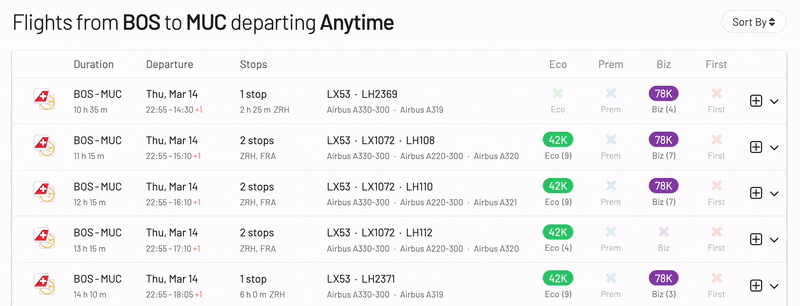 Flights from BOS to MUC departing Anytime
Sort By
Duration Departure Stops Eco Prem Biz First
BOS - MUC Thu, Mar 14 1 stop LX53 · LH2369 78K
10 h 35 m 22:55 - 14:30 +1 2 h 25 m ZRH Airbus A330-300 · Airbus A319 Eco Prem Biz (4) First
BOS - MUC Thu, Mar 14 2 stops LX53 · LX1072 · LH108 42K 78K
11 h 15 m 22:55 - 15:10 +1 ZRH, FRA Airbus A330-300 · Airbus A220-300 · Airbus A320 Eco (9) Prem Biz (7) First
BOS - MUC Thu, Mar 14 2 stops LX53 · LX1072 · LH110 42K 78K
12 h 15 m 22:55 - 16:10 +1 ZRH, FRA Airbus A330-300 · Airbus A220-300 · Airbus A321 Eco (9) Prem Biz (7) First
BOS - MUC Thu, Mar 14 2 stops LX53 · LX1072 · LH112 42K
13 h 15 m 22:55 - 17:10 +1 ZRH, FRA Airbus A330-300 · Airbus A220-300 · Airbus A320 Eco (4) Prem Biz First
BOS - MUC Thu, Mar 14 1 stop LX53 · LH2371 42K 78K
14 h 10 m 22:55 - 18:05 +1 6 h 0 m ZRH Airbus A330-300 · Airbus A319 Eco (9) Prem Biz (3) First